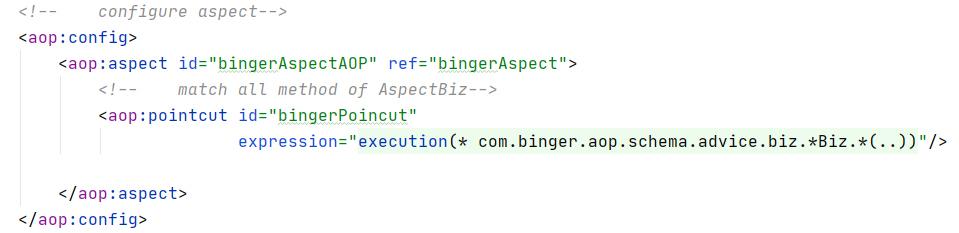 <!--    configure aspect-->
<aop:config>
    <aop:aspect id="bingerAspectAOP" ref="bingerAspect">
        <!--    match all method of AspectBiz-->
        <aop:pointcut id="bingerPoincut"
                      expression="execution(* com.binger.aop.schema.advice.biz.*Biz.*(..))"/>
    </aop:aspect>
</aop:config>